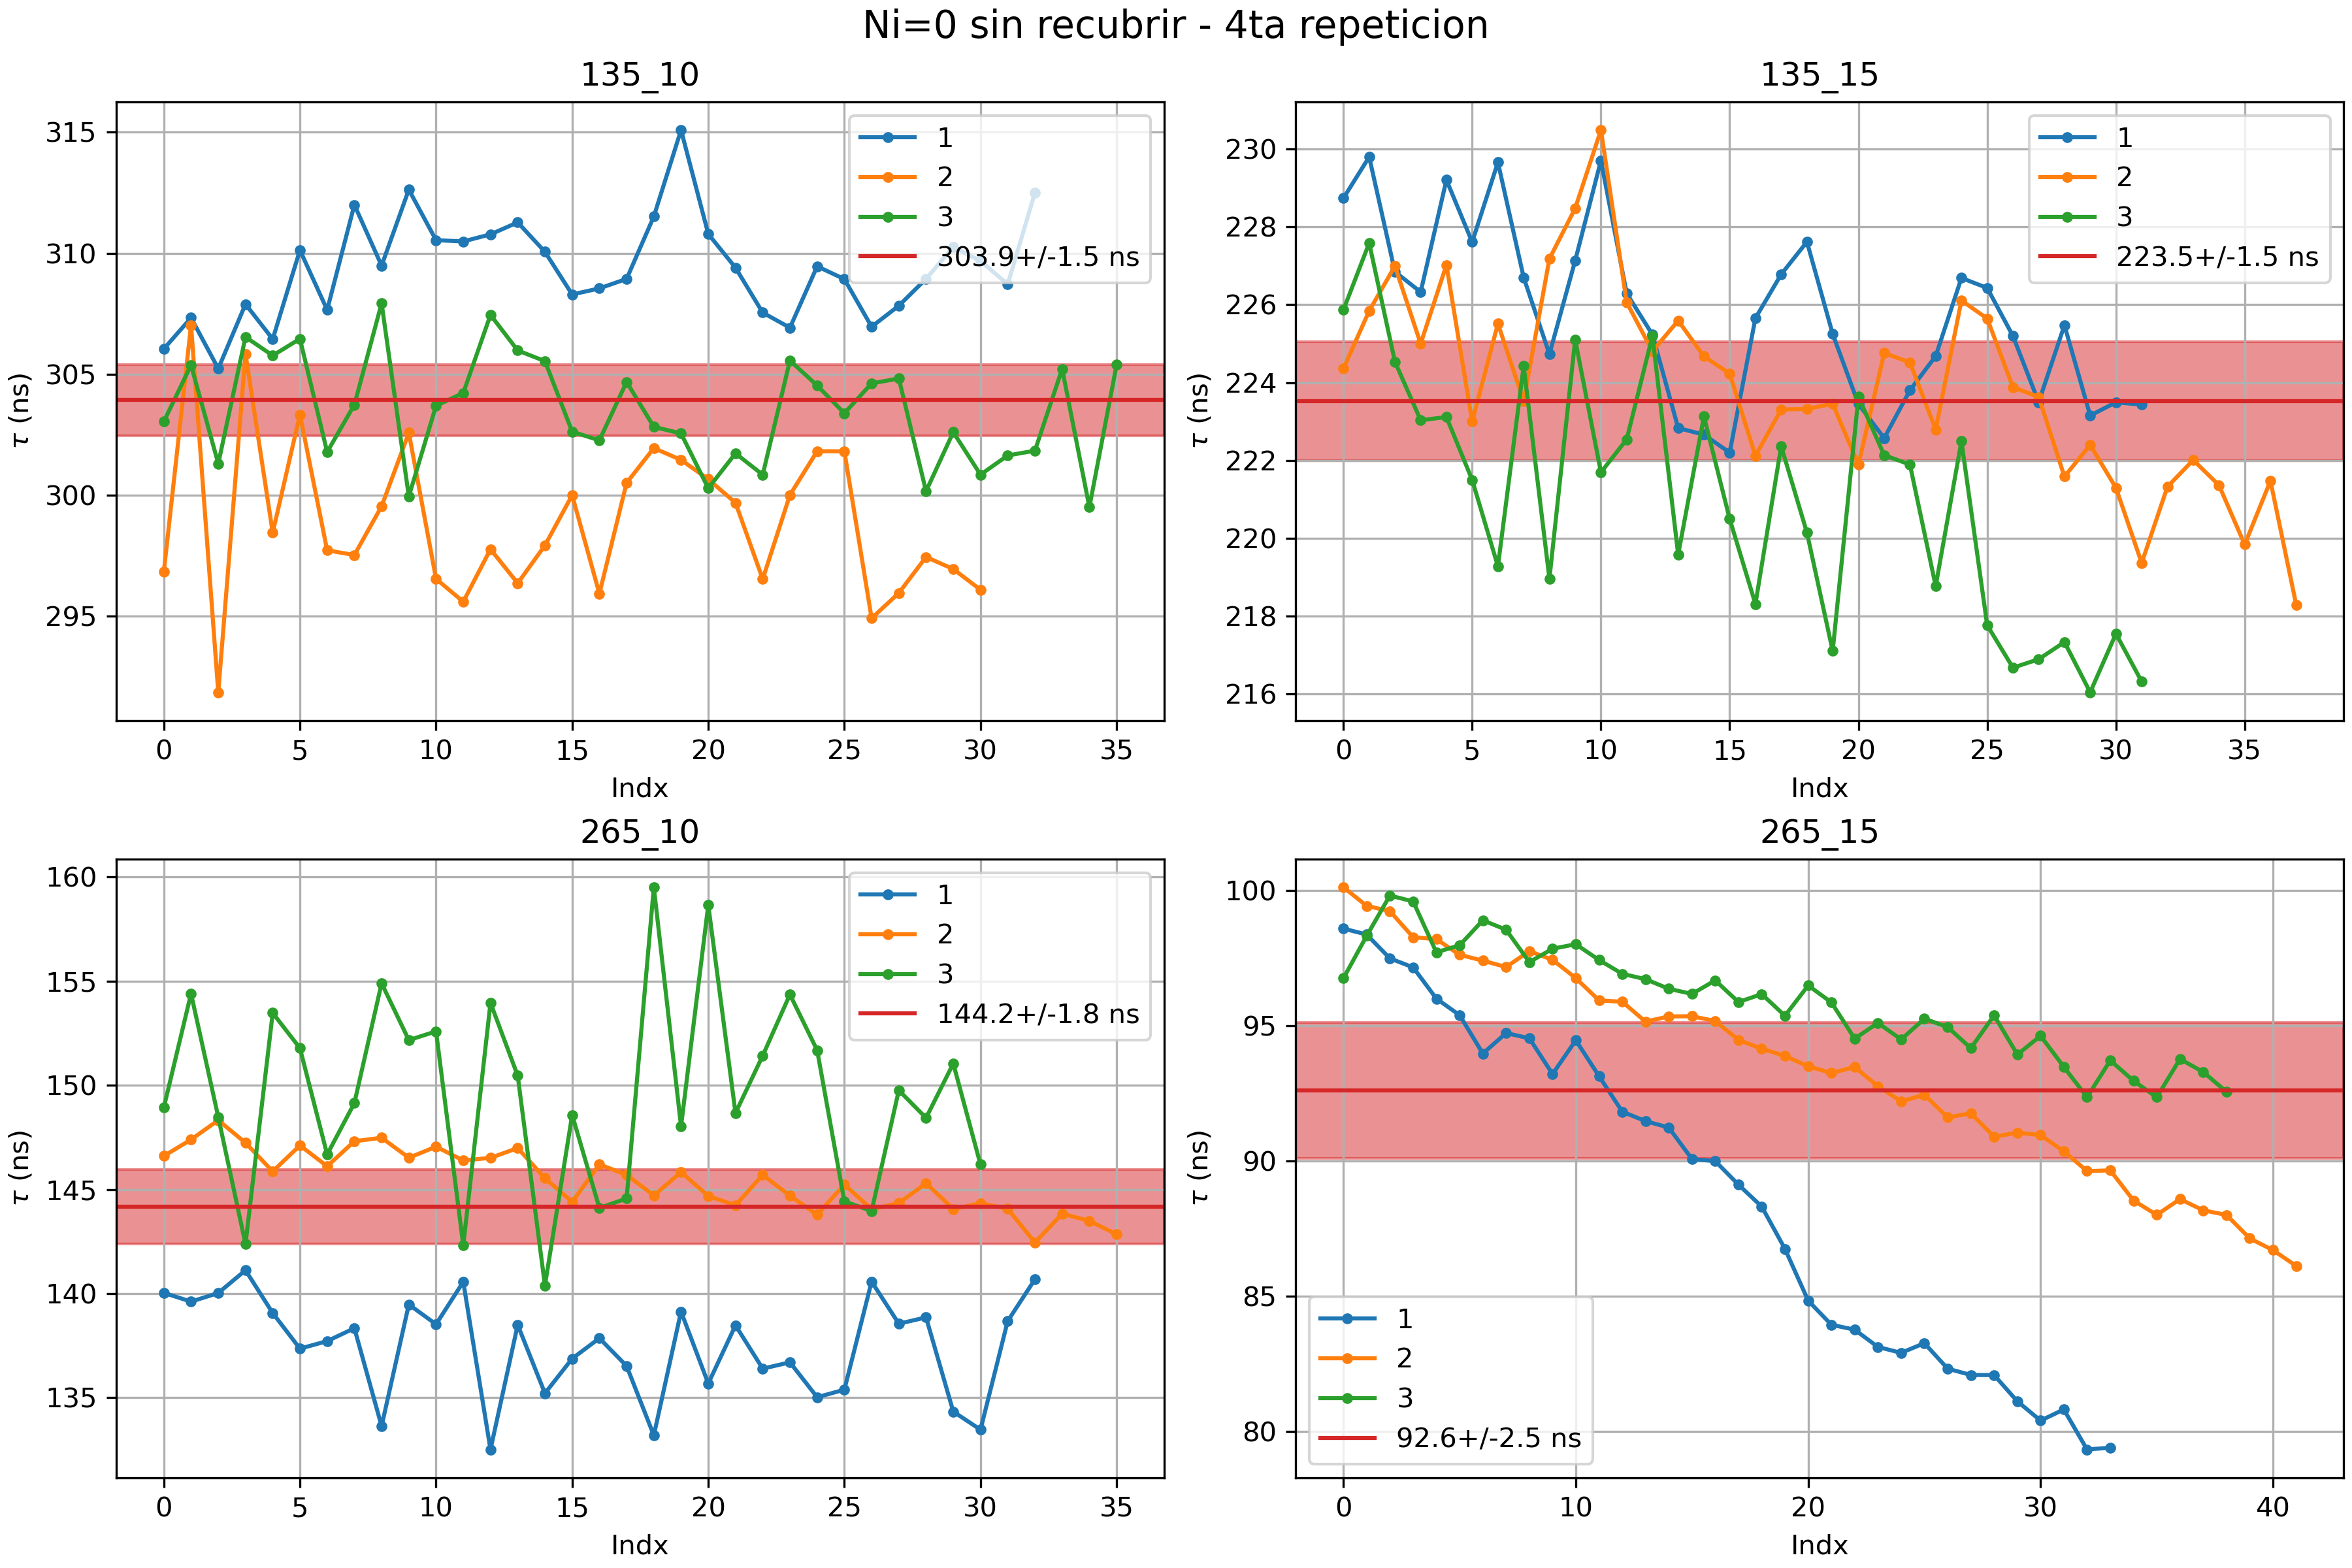 Ni=0 sin recubrir - 4ta repeticion
135_10
315
310
305
300
295
τ (ns)
0 5 10 15 20 25 30 35
Indx
1
2
3
303.9+/-1.5 ns
135_15
230
228
226
224
222
220
218
216
τ (ns)
0 5 10 15 20 25 30 35
Indx
1
2
3
223.5+/-1.5 ns
265_10
160
155
150
145
140
135
τ (ns)
0 5 10 15 20 25 30 35
Indx
1
2
3
144.2+/-1.8 ns
265_15
100
95
90
85
80
τ (ns)
0 10 20 30 40
Indx
1
2
3
92.6+/-2.5 ns